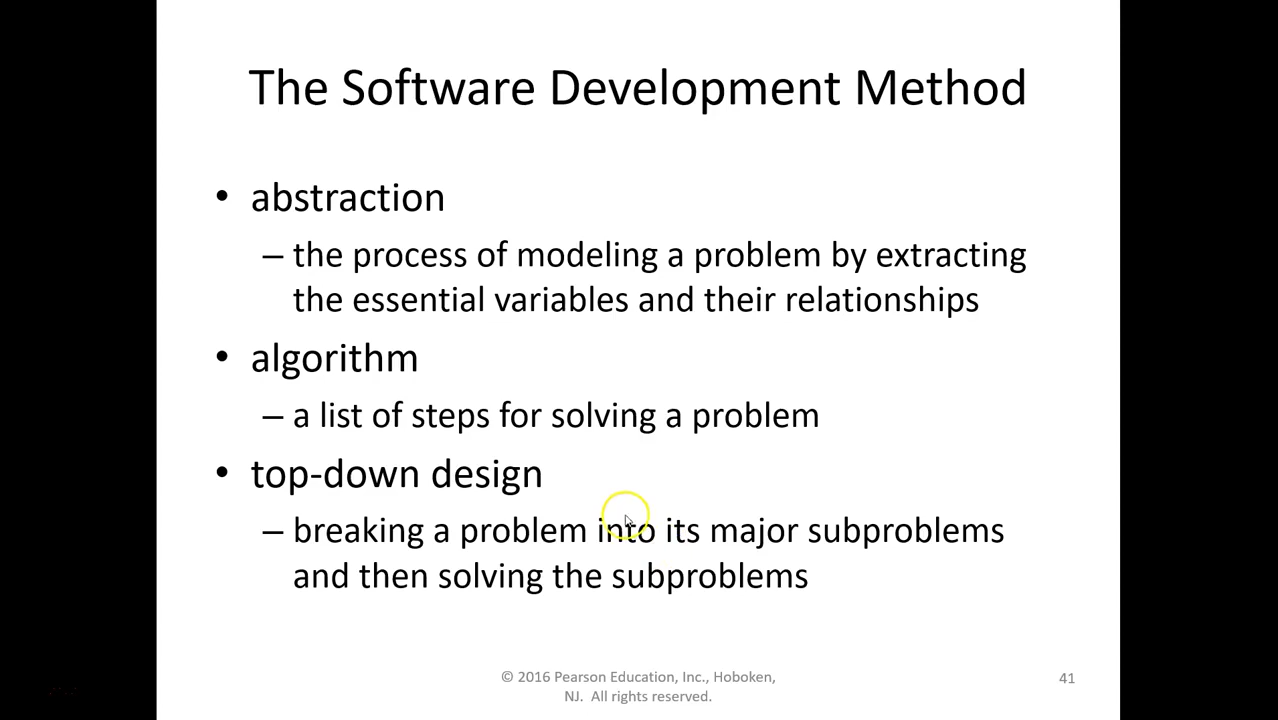 The Software Development Method
• abstraction
– the process of modeling a problem by extracting
the essential variables and their relationships
• algorithm
– a list of steps for solving a problem
• top-down design
– breaking a problem into its major subproblems
and then solving the subproblems
© 2016 Pearson Education, Inc., Hoboken,
NJ. All rights reserved.
41